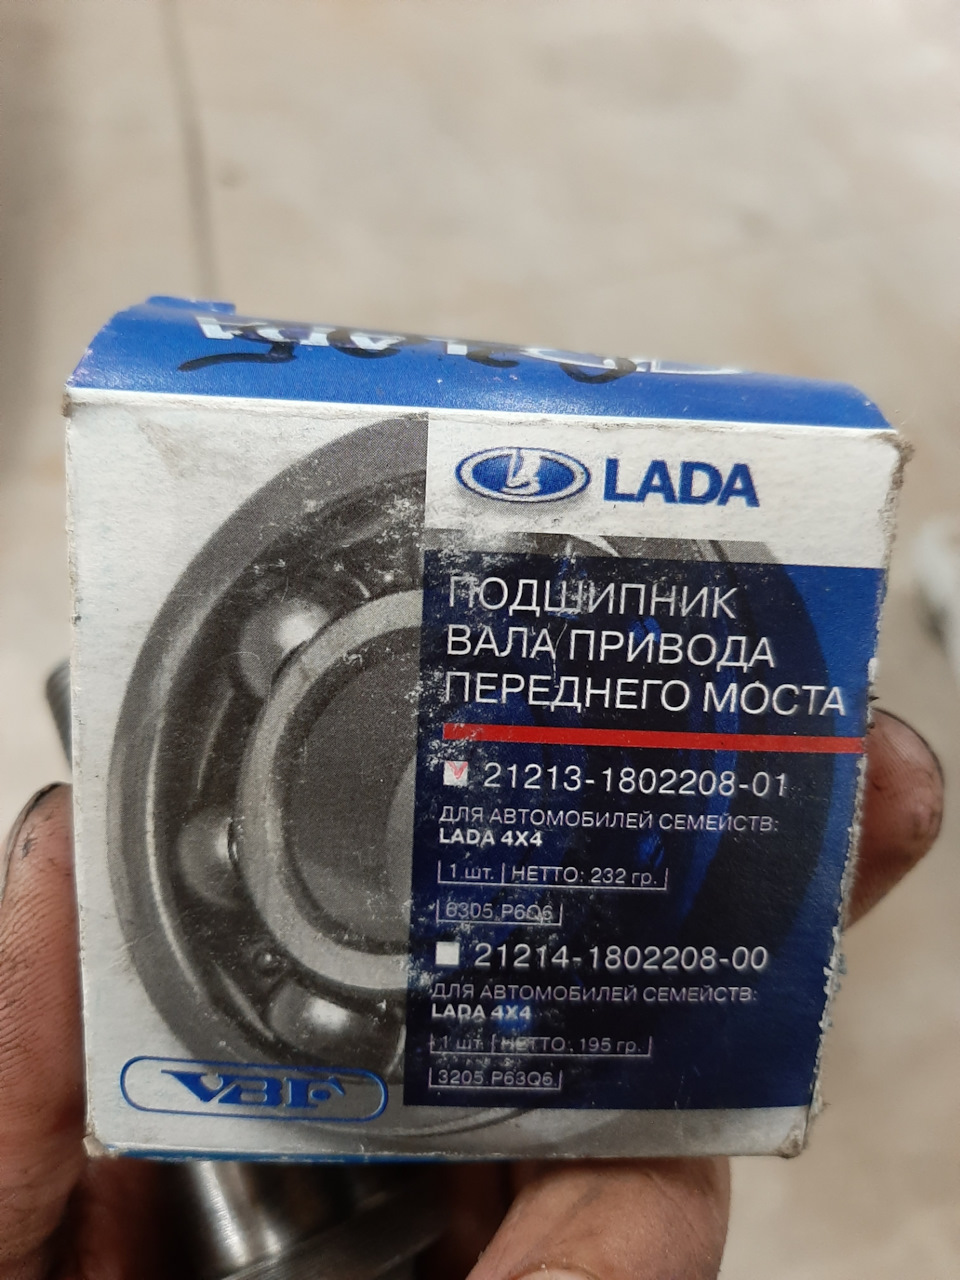 LADA
ПОДШИПНИК
ВАЛА ПРИВОДА
ПЕРЕДНЕГО МОСТА
21213-1802208-01
ДЛЯ АВТОМОБИЛЕЙ СЕМЕЙСТВ:
LADA 4X4
1 шт. НЕТТО: 232 гр.
6305 P6Q6
21214-1802208-00
ДЛЯ АВТОМОБИЛЕЙ СЕМЕЙСТВ:
LADA 4X4
1 шт. НЕТТО: 195 гр.
3205 P63Q6
VBF